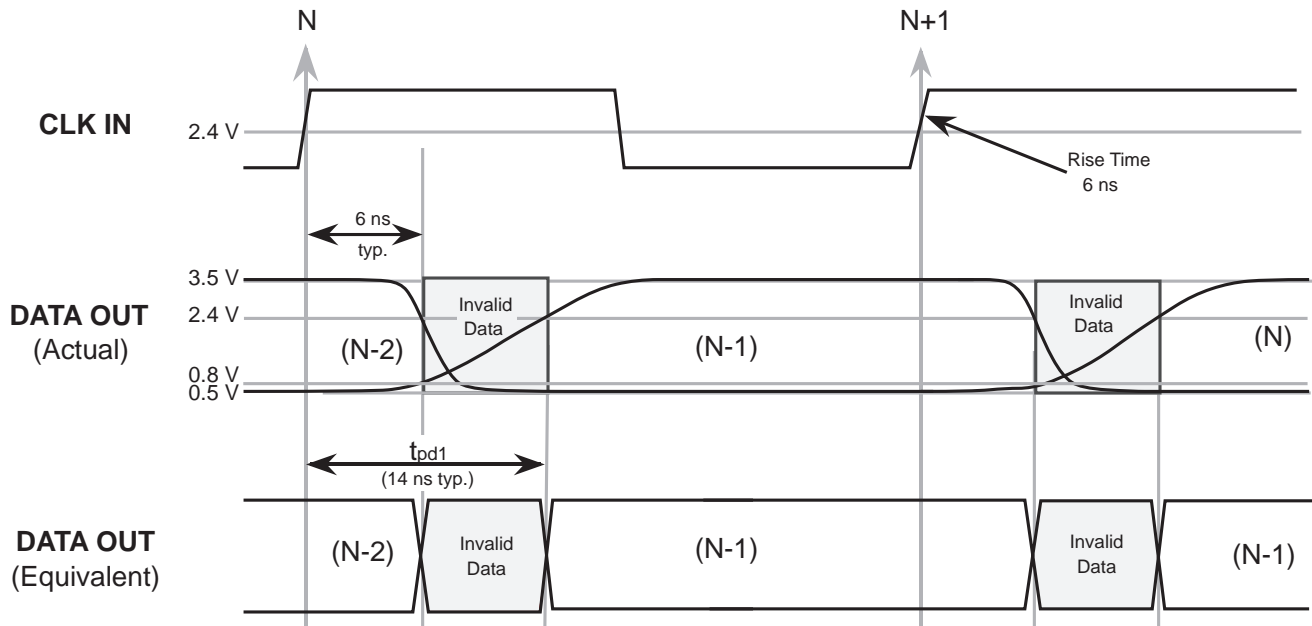 N
N+1
CLK IN
2.4 V
Rise Time
6 ns
6 ns
typ.
DATA OUT
(Actual)
3.5 V
2.4 V
0.8 V
0.5 V
(N-2)
Invalid
Data
(N-1)
Invalid
Data
(N)
tpd1
(14 ns typ.)
DATA OUT
(Equivalent)
(N-2)
Invalid
Data
(N-1)
Invalid
Data
(N-1)